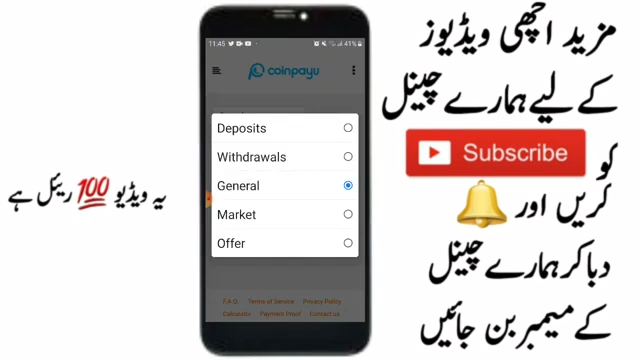 11:45
41%
coinpayu
Deposits
Withdrawals
General
Market
Offer
F.A.Q. Terms of Service Privacy Policy
Calculator Payment Proof Contact us
یہ ویڈیو 💯 رئیل ہے
مزید اچھی ویڈیوز
کے لیے ہمارے چینل
Subscribe کو
کریں اور 🔔
دبا کر ہمارے چینل
کے میمبر بن جائیں